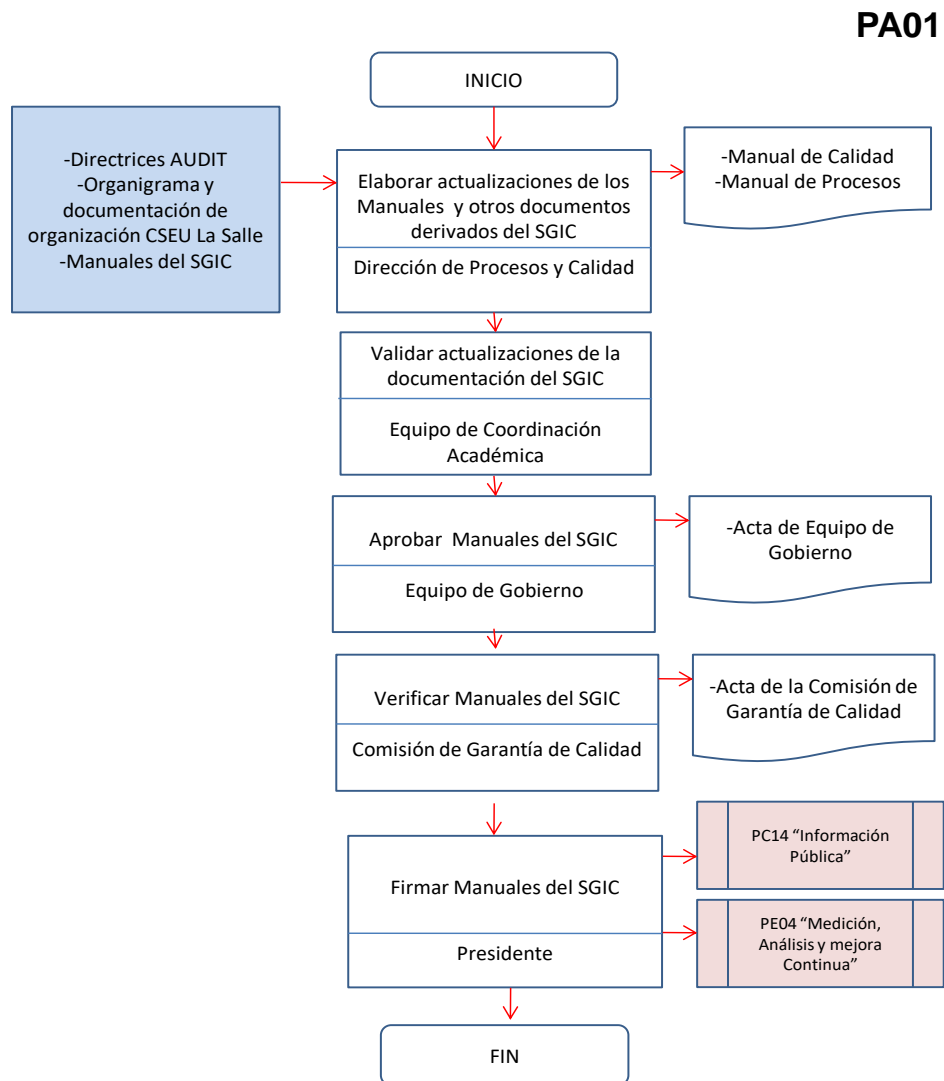 PA01
INICIO
-Directrices AUDIT
-Organigrama y
documentación de
organización CSEU La Salle
-Manuales del SGIC
Elaborar actualizaciones de los
Manuales y otros documentos
derivados del SGIC
Dirección de Procesos y Calidad
-Manual de Calidad
-Manual de Procesos
Validar actualizaciones de la
documentación del SGIC
Equipo de Coordinación
Académica
Aprobar Manuales del SGIC
Equipo de Gobierno
-Acta de Equipo de
Gobierno
Verificar Manuales del SGIC
Comisión de Garantía de Calidad
-Acta de la Comisión de
Garantía de Calidad
Firmar Manuales del SGIC
Presidente
PC14 “Información
Pública”
PE04 “Medición,
Análisis y mejora
Continua”
FIN